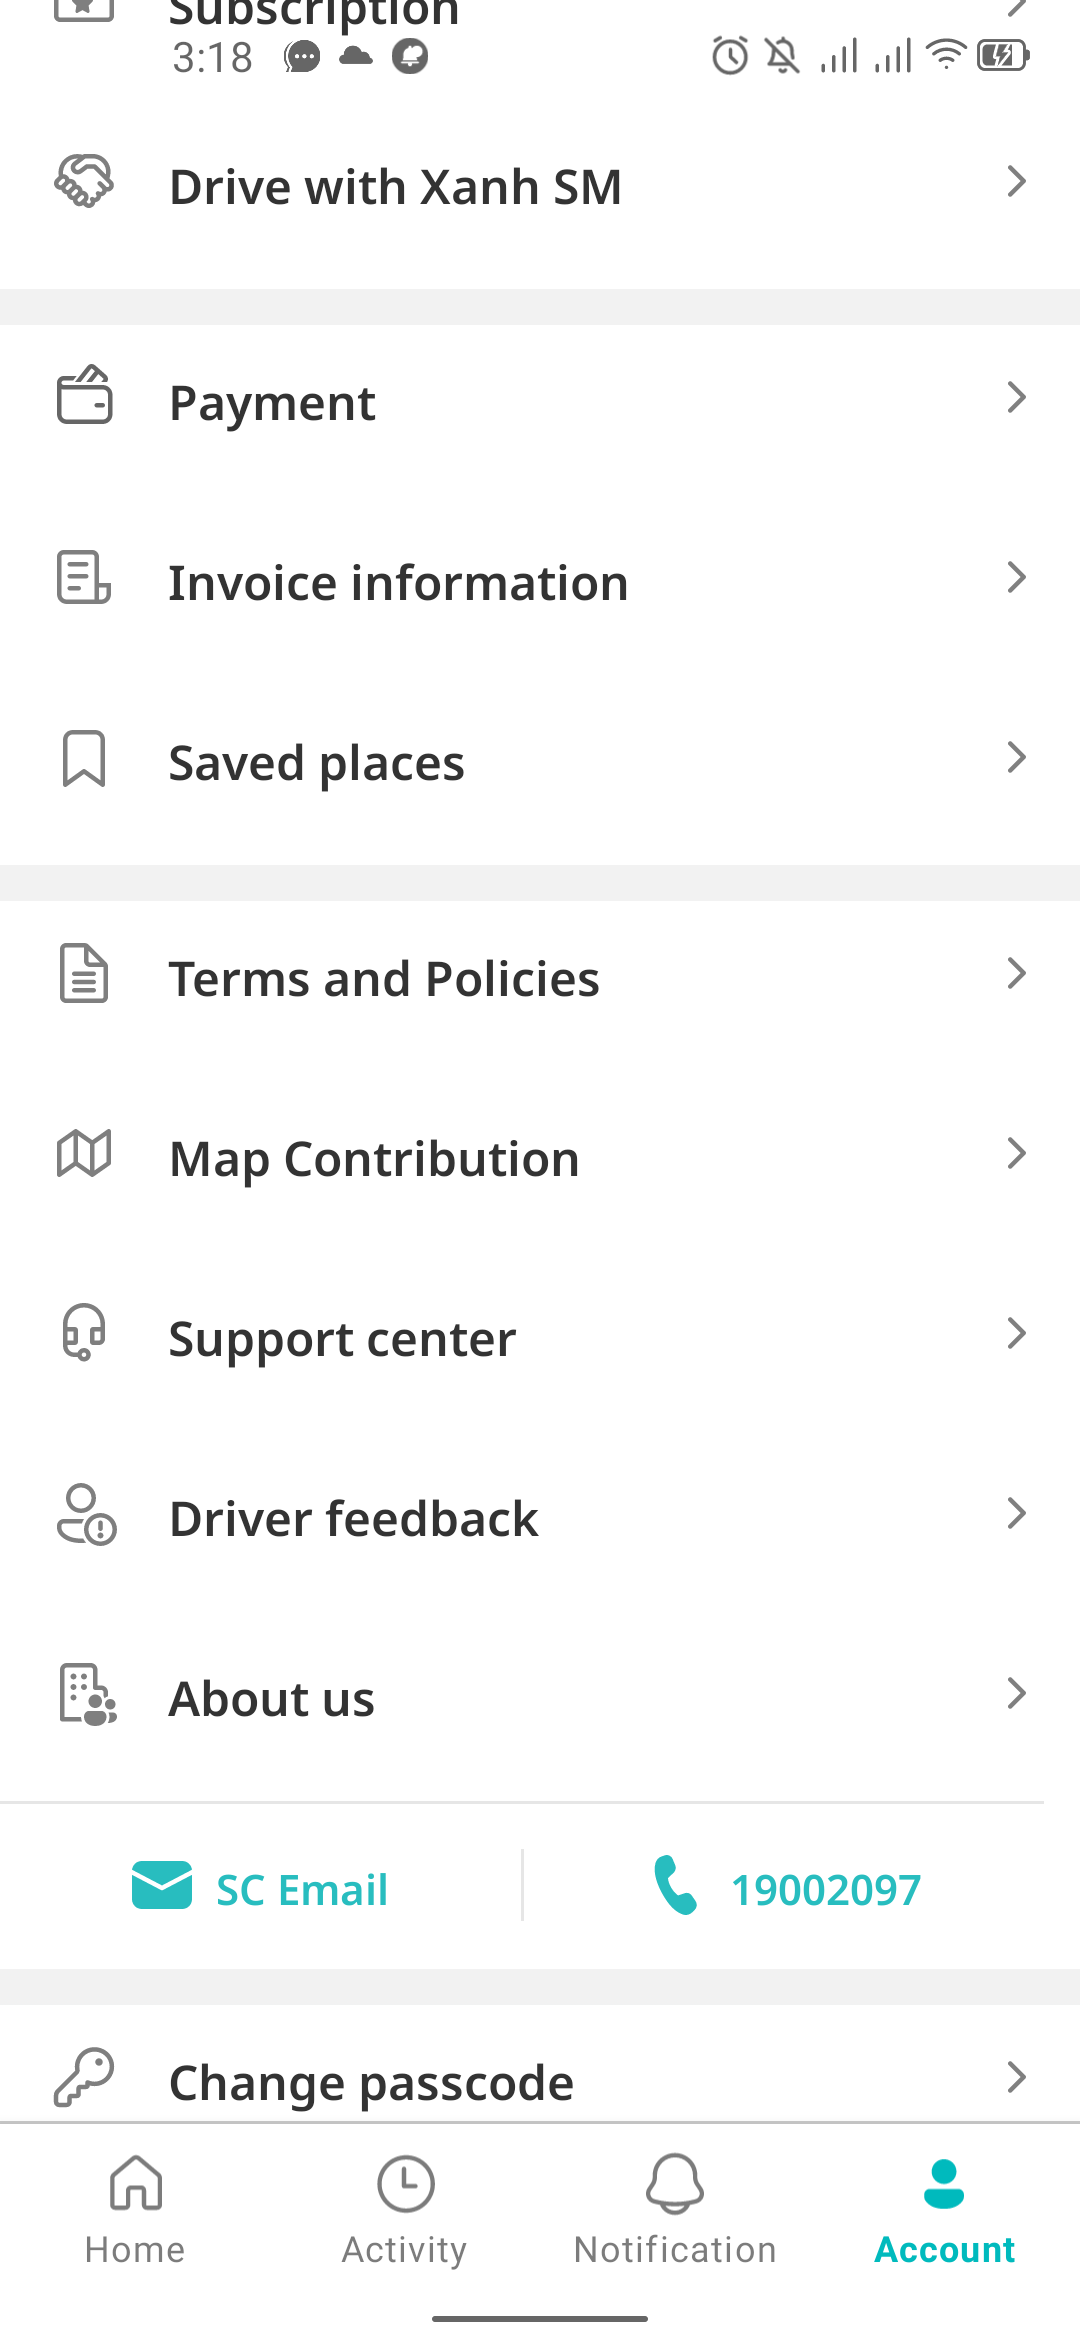 Subscription
3:18
Drive with Xanh SM
Payment
Invoice information
Saved places
Terms and Policies
Map Contribution
Support center
Driver feedback
About us
SC Email
19002097
Change passcode
Home
Activity
Notification
Account